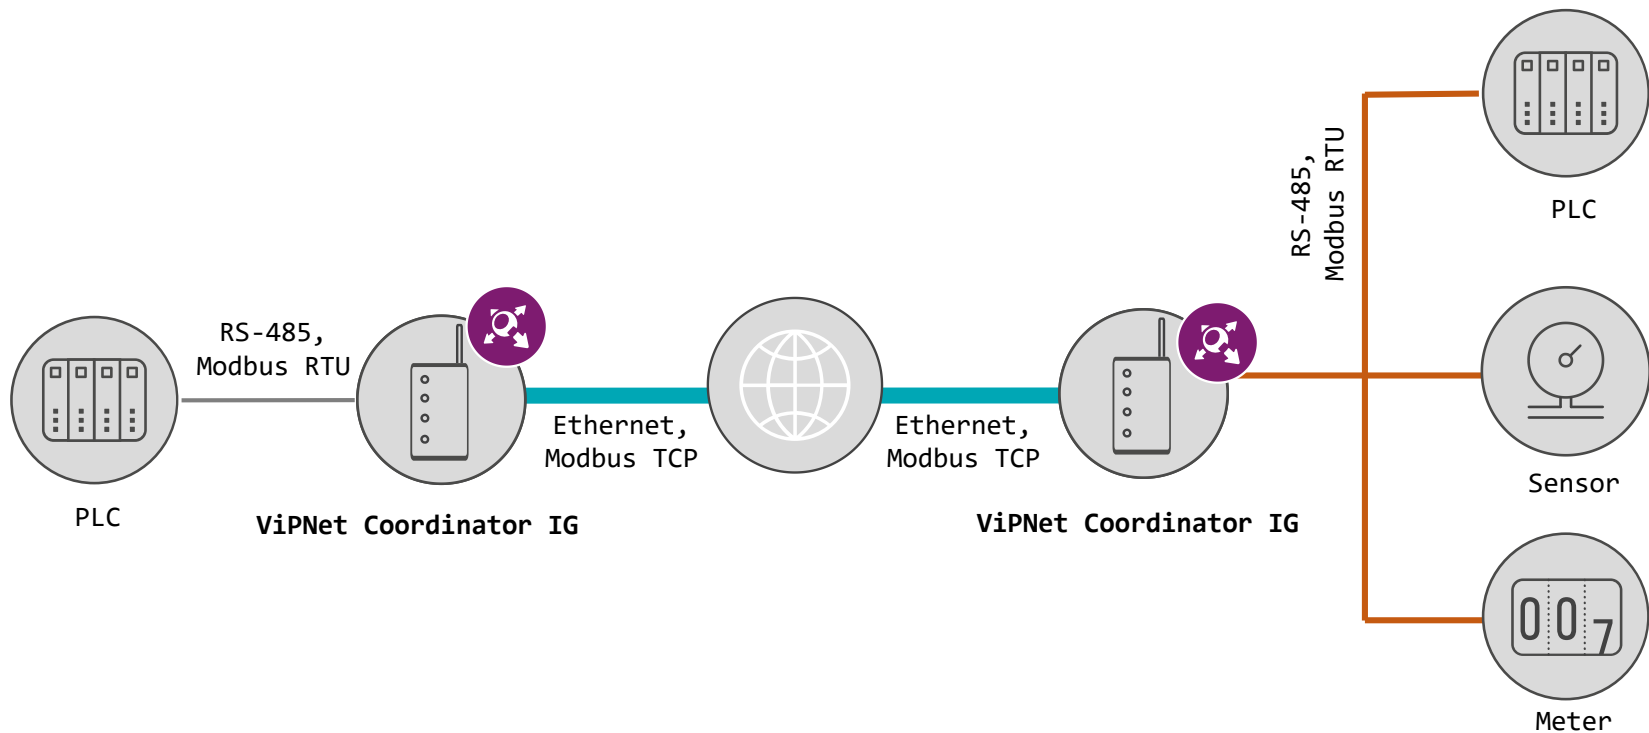 RS-485,
Modbus RTU
PLC
ViPNet Coordinator IG
Ethernet,
Modbus TCP
Ethernet,
Modbus TCP
ViPNet Coordinator IG
RS-485,
Modbus RTU
PLC
Sensor
007
Meter